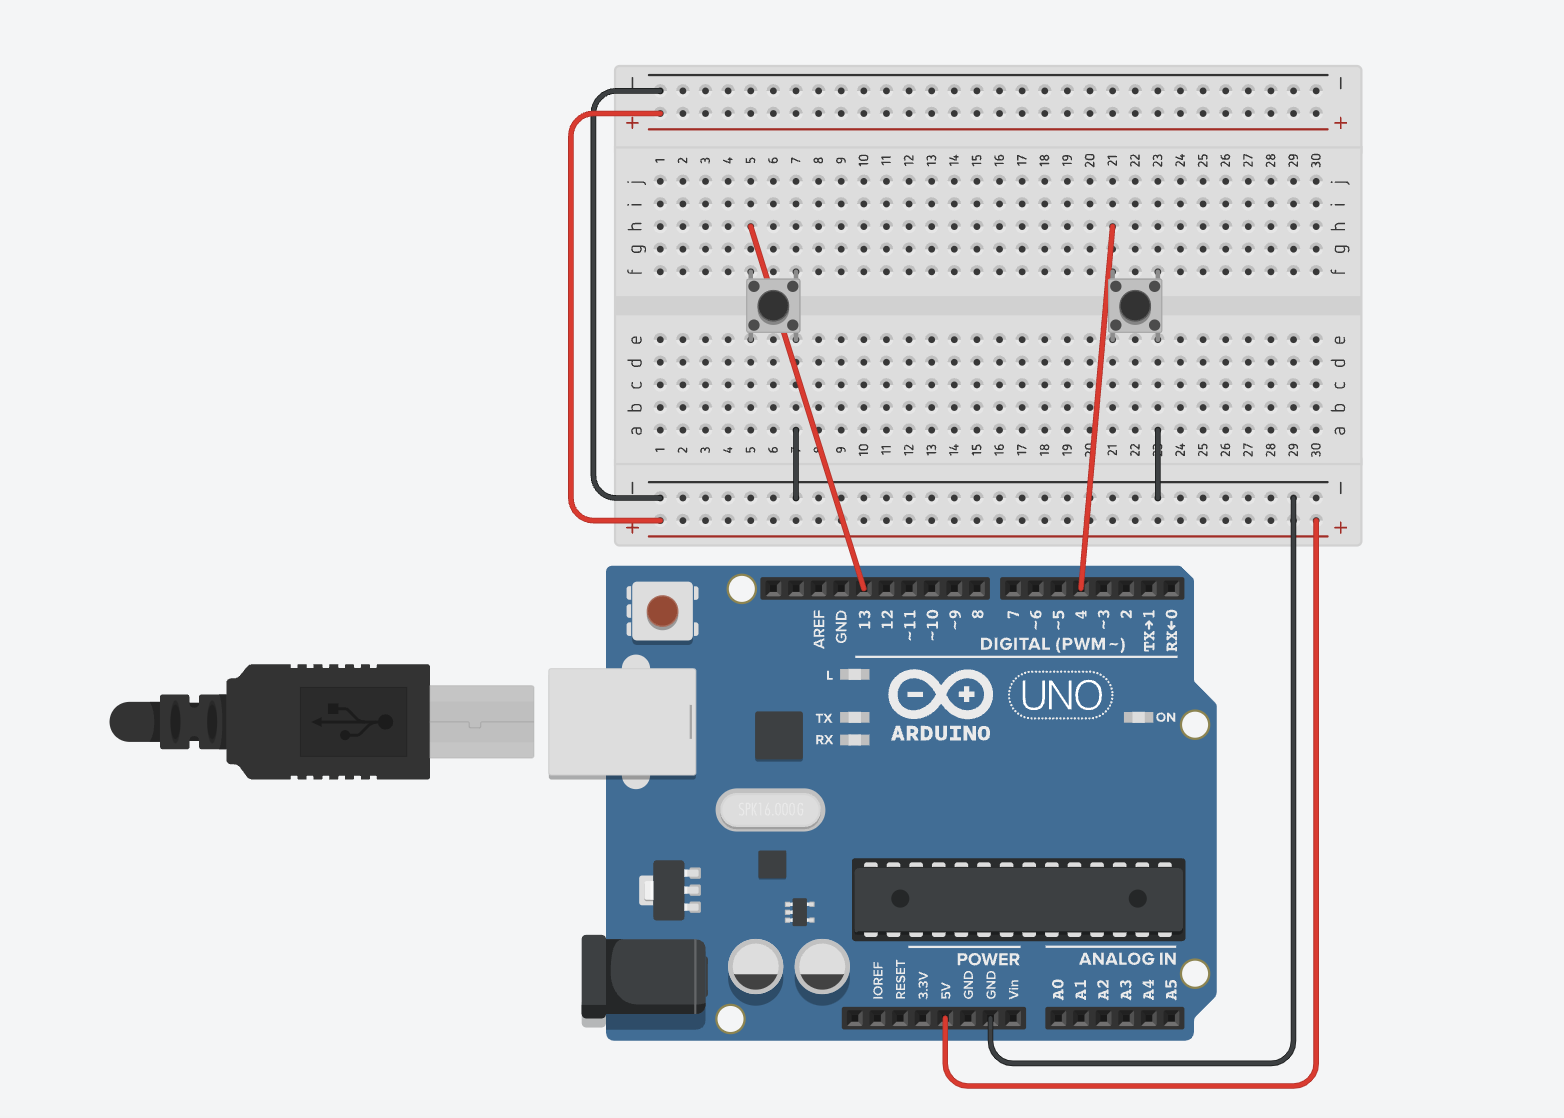 − −
+ +
1 2 3 4 5 6 7 8 9 10 11 12 13 14 15 16 17 18 19 20 21 22 23 24 25 26 27 28 29 30
j j
i i
h h
g g
f f
e e
d d
c c
b b
a a
1 2 3 4 5 6 7 8 9 10 11 12 13 14 15 16 17 18 19 20 21 22 23 24 25 26 27 28 29 30
− −
+ +
AREF GND 13 12 ~11 ~10 ~9 8 7 ~6 ~5 4 ~3 2 TX→1 RX←0
DIGITAL (PWM~)
L
UNO
TX
ON
RX
ARDUINO
SPK16.000G
POWER ANALOG IN
IOREF RESET 3.3V 5V GND GND Vin A0 A1 A2 A3 A4 A5